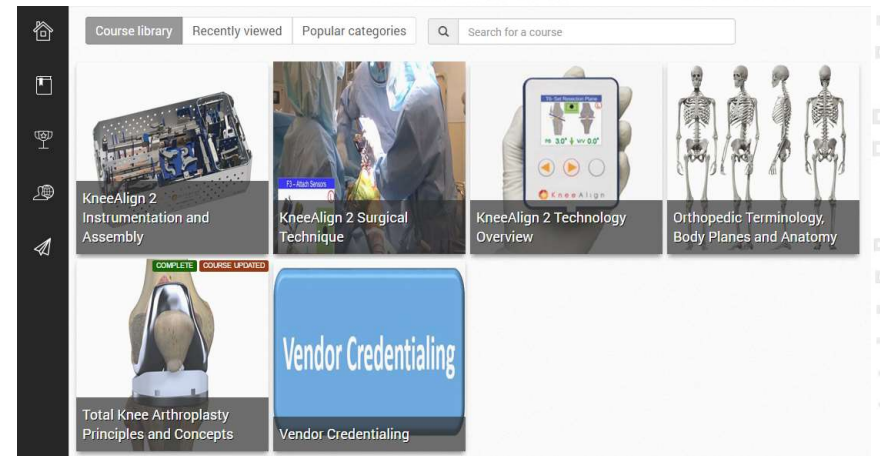 Course library Recently viewed Popular categories Search for a course
KneeAlign 2
Instrumentation and
Assembly
F3 - Attach Sensors
KneeAlign 2 Surgical
Technique
KneeAlign
KneeAlign 2 Technology
Overview
Orthopedic Terminology,
Body Planes and Anatomy
COMPLETE COURSE UPDATED
Total Knee Arthroplasty
Principles and Concepts
Vendor Credentialing
Vendor Credentialing